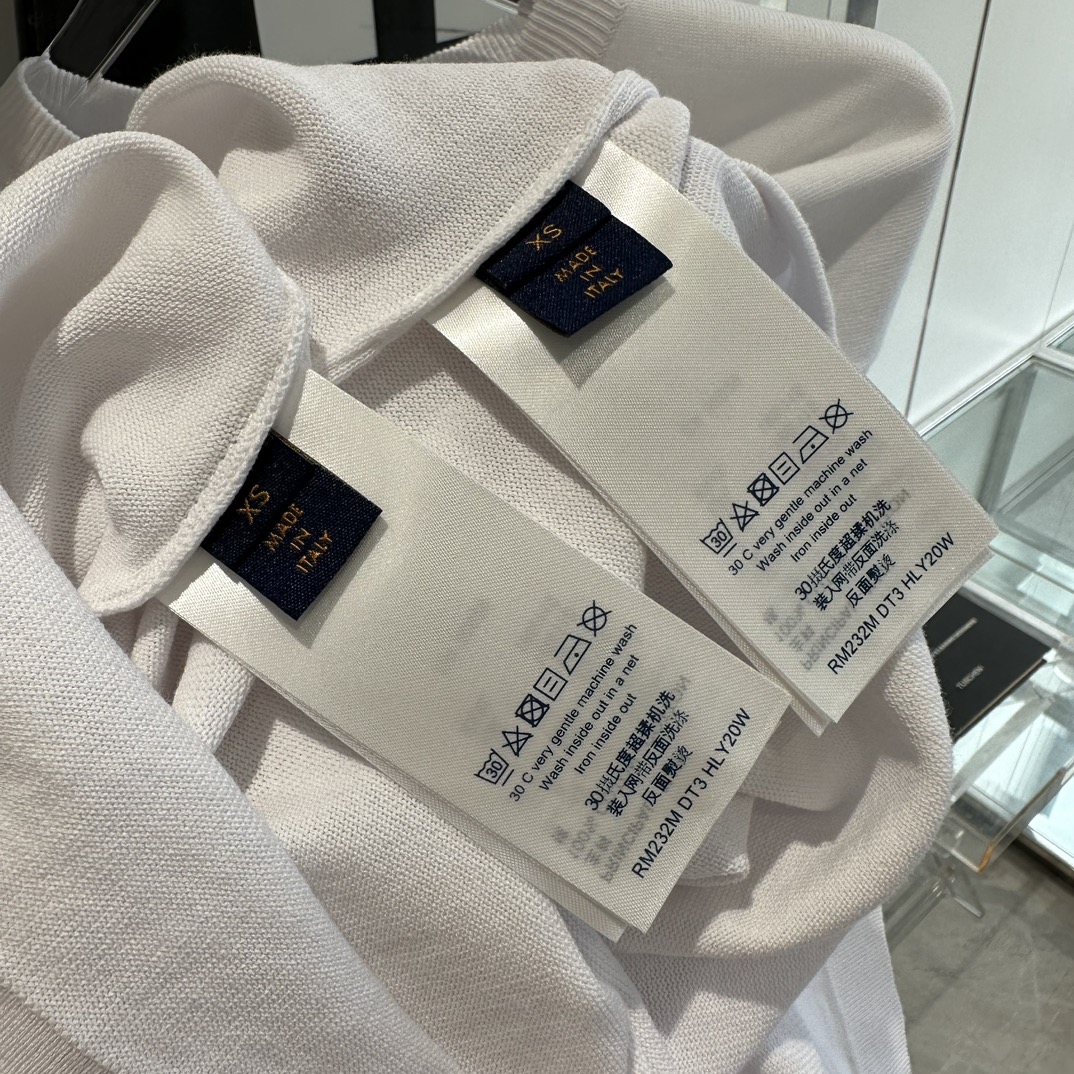 XS
MADE
IN
ITALY
30
30 C very gentle machine wash
Wash inside out in a net
Iron inside out
30摄氏度超揉机洗
装入网带反面洗涤
反面熨烫
RM232M DT3 HLY20W
XS
MADE
IN
ITALY
30
30 C very gentle machine wash
Wash inside out in a net
Iron inside out
30摄氏度超揉机洗
装入网带反面洗涤
反面熨烫
RM232M DT3 HLY20W